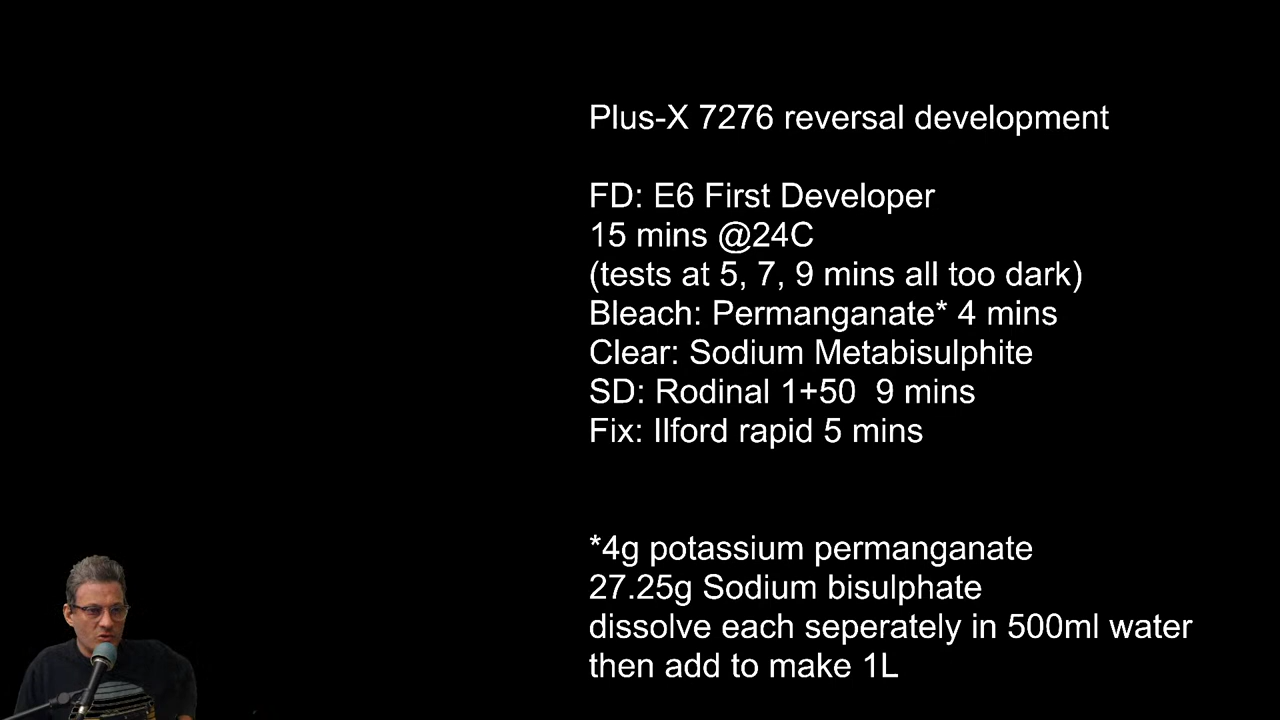 Plus-X 7276 reversal development
FD: E6 First Developer
15 mins @24C
(tests at 5, 7, 9 mins all too dark)
Bleach: Permanganate* 4 mins
Clear: Sodium Metabisulphite
SD: Rodinal 1+50  9 mins
Fix: Ilford rapid 5 mins
*4g potassium permanganate
27.25g Sodium bisulphate
dissolve each seperately in 500ml water
then add to make 1L